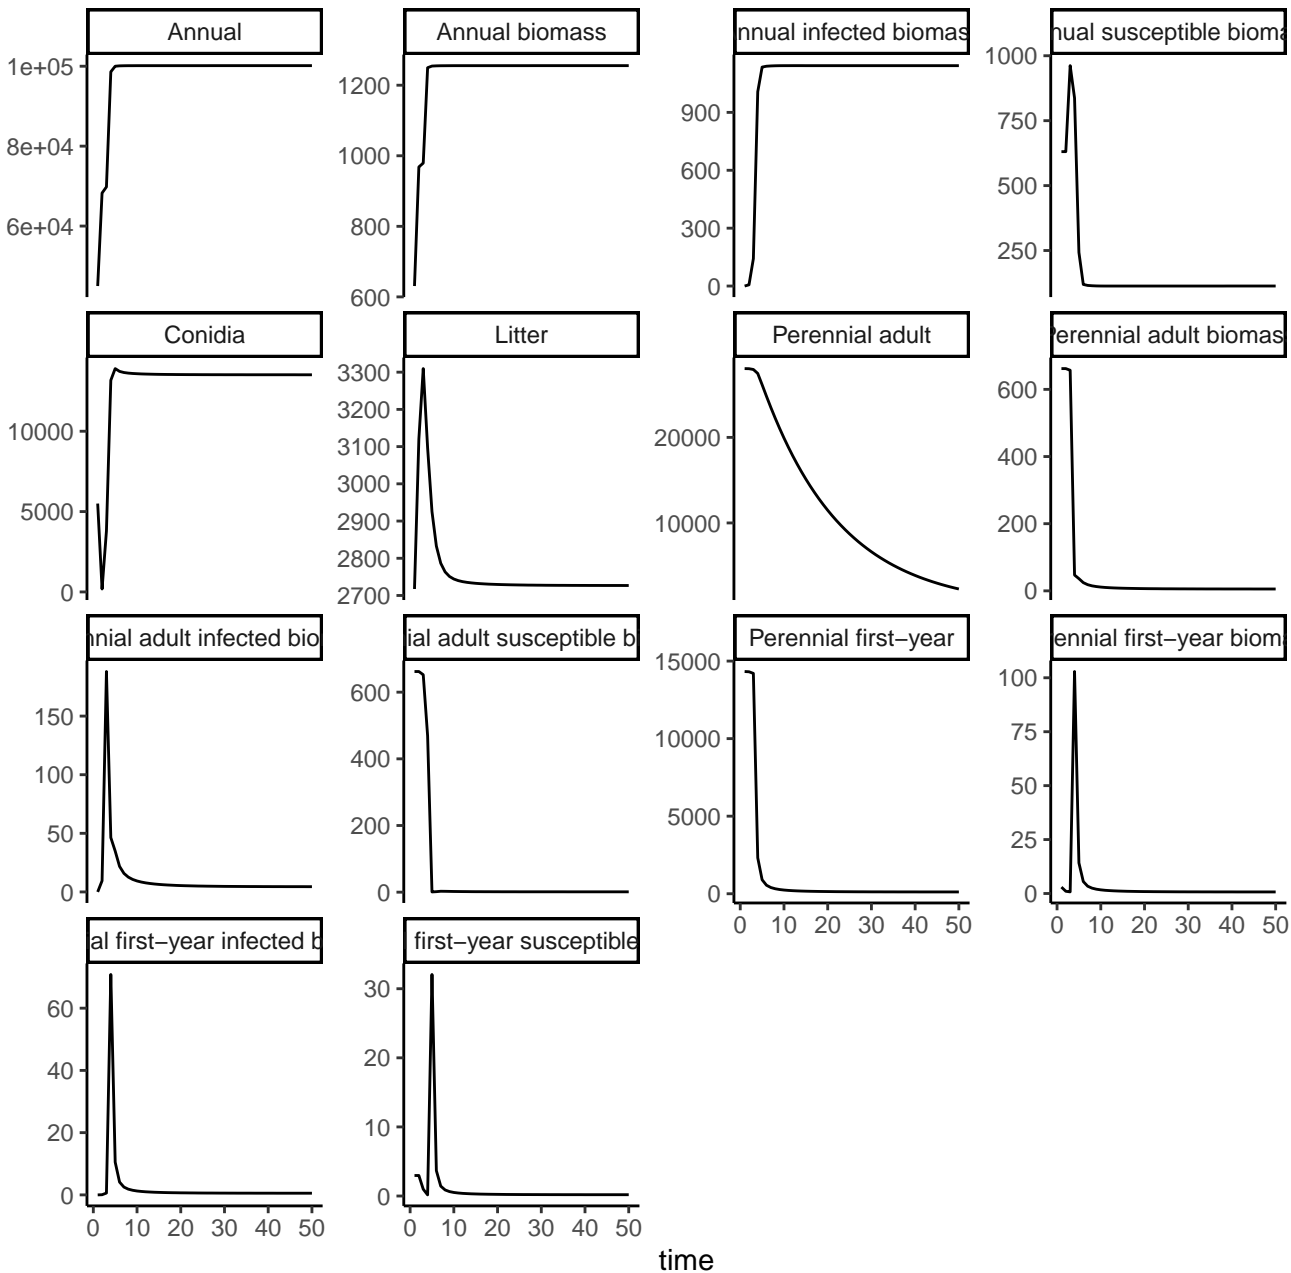 Annual
Annual biomass
nnual infected biomas
nual susceptible bioma
1e+05
8e+04
6e+04
1200
1000
800
600
900
600
300
0
1000
750
500
250
Conidia
Litter
Perennial adult
Perennial adult biomas
10000
5000
0
3300
3200
3100
3000
2900
2800
2700
20000
10000
600
400
200
0
nnial adult infected bio
ial adult susceptible b
Perennial first−year
ennial first−year bioma
150
100
50
0
600
400
200
0
15000
10000
5000
0
100
75
50
25
0
0 10 20 30 40 50
0 10 20 30 40 50
al first−year infected b
first−year susceptible
60
40
20
0
30
20
10
0
0 10 20 30 40 50
0 10 20 30 40 50
time